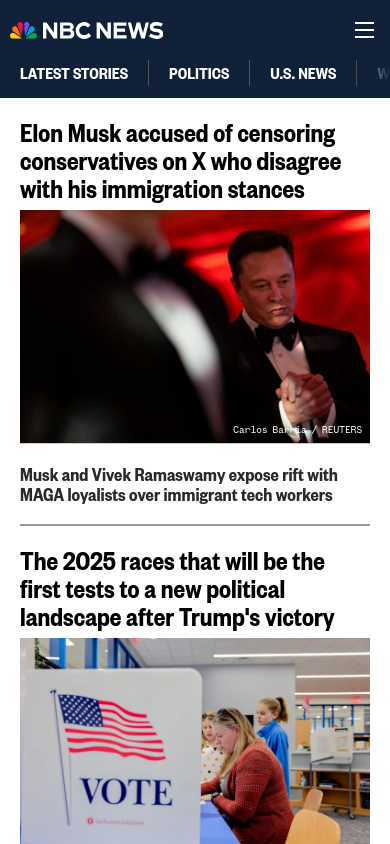 NBC NEWS
LATEST STORIES
POLITICS
U.S. NEWS
Elon Musk accused of censoring
conservatives on X who disagree
with his immigration stances
Carlos Barria / REUTERS
Musk and Vivek Ramaswamy expose rift with
MAGA loyalists over immigrant tech workers
The 2025 races that will be the
first tests to a new political
landscape after Trump's victory
VOTE